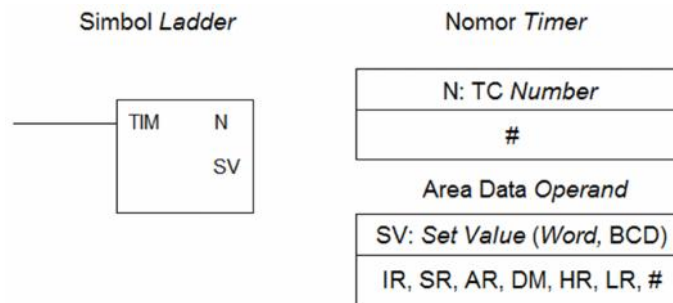 Simbol Ladder
Nomor Timer
TIM N
SV
N: TC Number
#
Area Data Operand
SV: Set Value (Word, BCD)
IR, SR, AR, DM, HR, LR, #